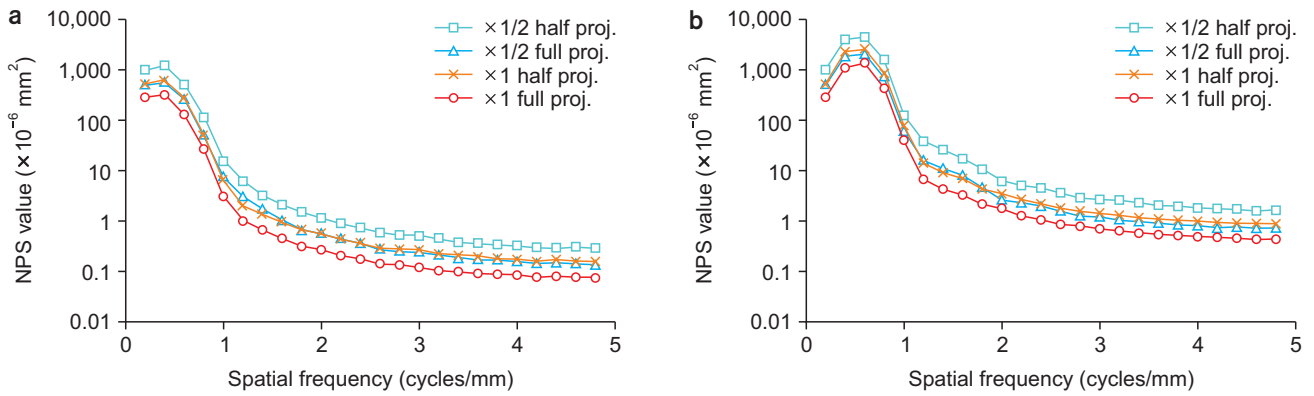 a
10,000
1,000
100
10
1
0.1
0.01
NPS value (×10−6 mm2)
0 1 2 3 4 5
Spatial frequency (cycles/mm)
×1/2 half proj.
×1/2 full proj.
×1 half proj.
×1 full proj.
b
10,000
1,000
100
10
1
0.1
0.01
NPS value (×10−6 mm2)
0 1 2 3 4 5
Spatial frequency (cycles/mm)
×1/2 half proj.
×1/2 full proj.
×1 half proj.
×1 full proj.